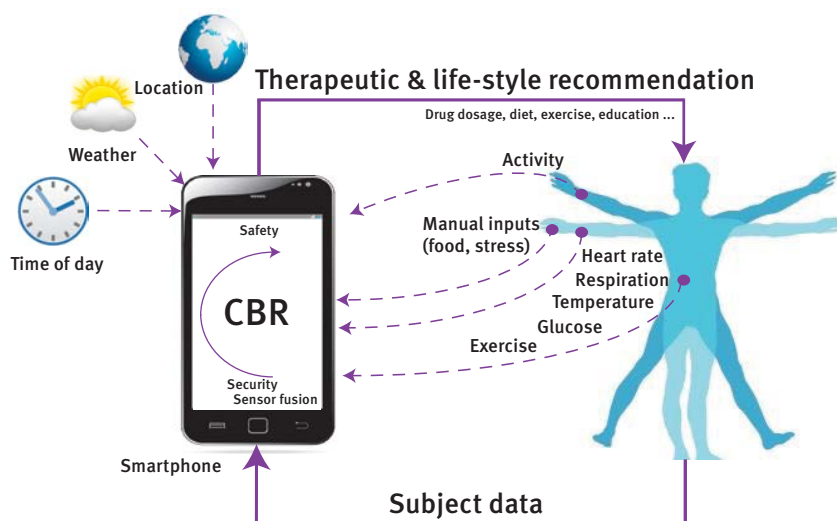 Location
Therapeutic & life-style recommendation
Drug dosage, diet, exercise, education ...
Weather
Activity
Time of day
Manual inputs
(food, stress)
Safety
CBR
Security
Sensor fusion
Heart rate
Respiration
Temperature
Glucose
Exercise
Smartphone
Subject data